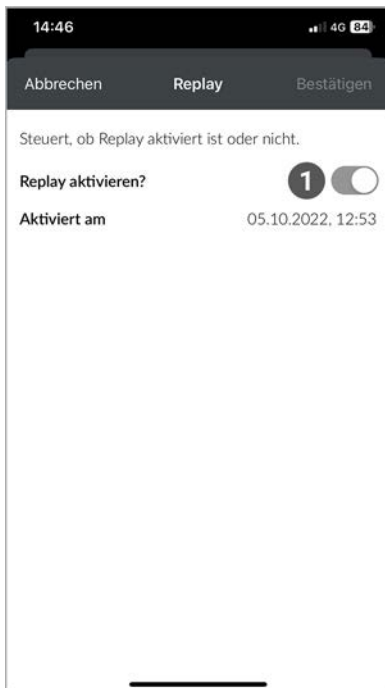 14:46 4G 84
Abbrechen Replay Bestätigen
Steuert, ob Replay aktiviert ist oder nicht.
Replay aktivieren? 1
Aktiviert am 05.10.2022, 12:53